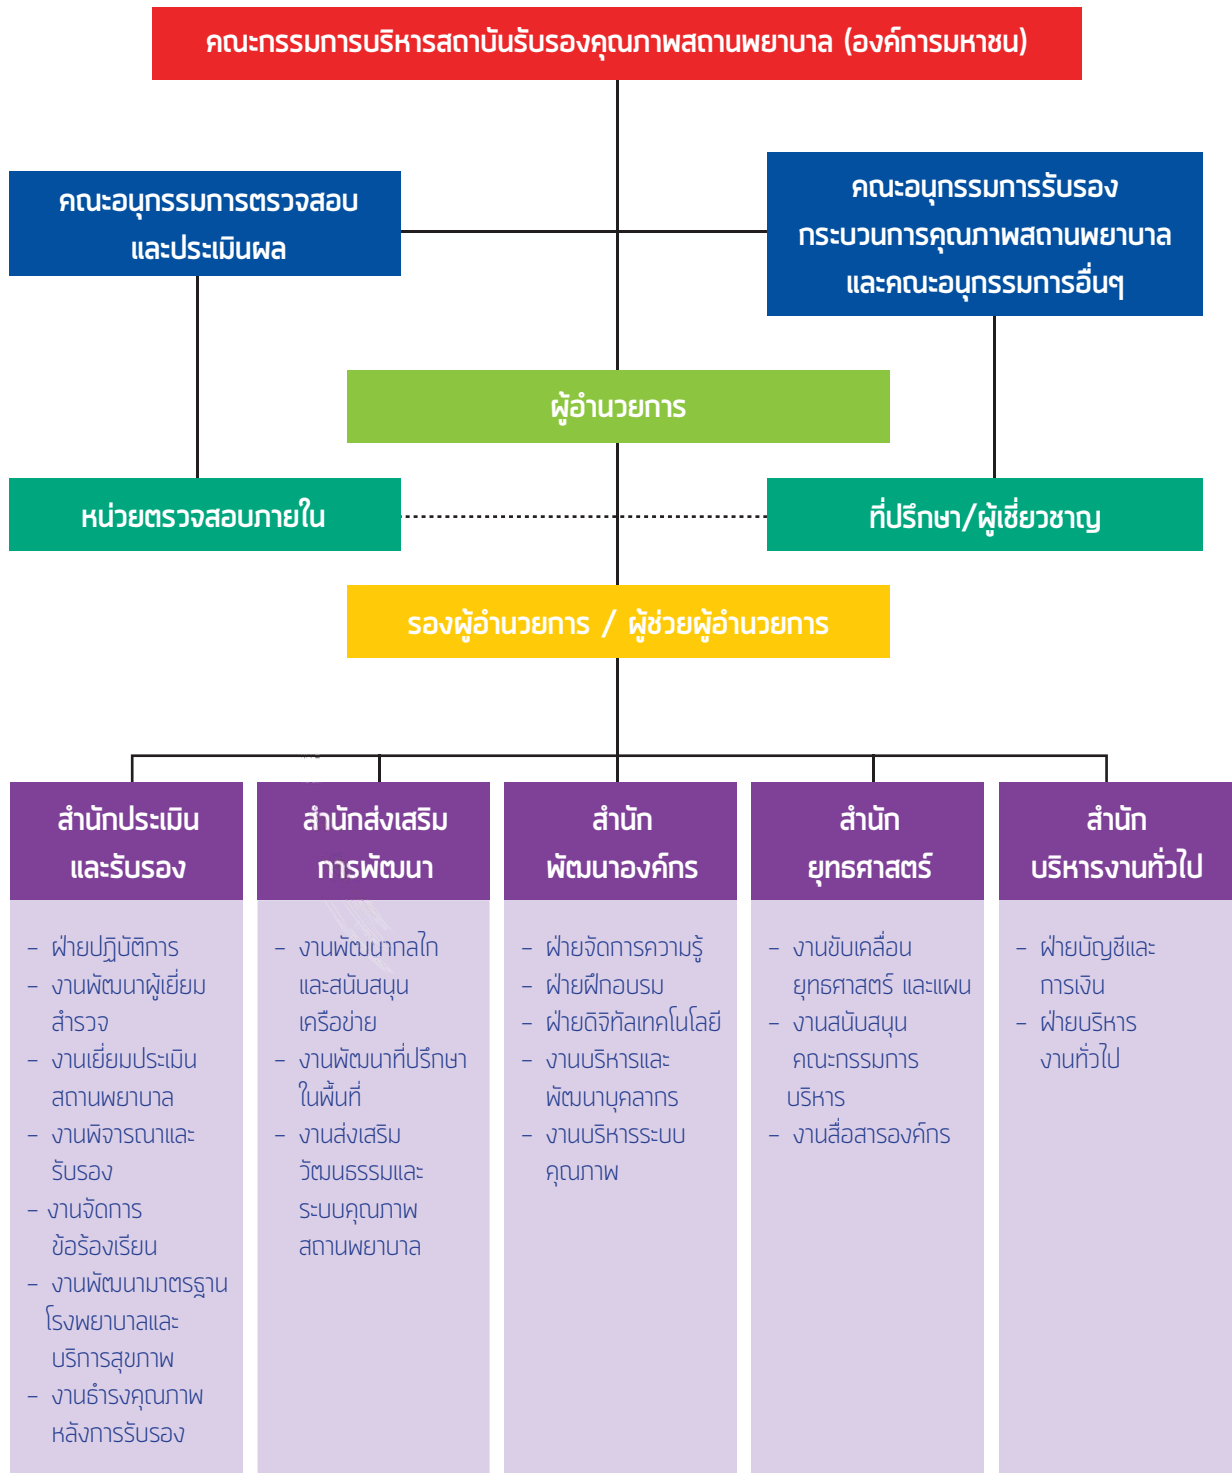 คณะกรรมการบริหารสถาบันรับรองคุณภาพสถานพยาบาล (องค์การมหาชน)
คณะอนุกรรมการตรวจสอบ
และประเมินผล
คณะอนุกรรมการรับรอง
กระบวนการคุณภาพสถานพยาบาล
และคณะอนุกรรมการอื่นๆ
ผู้อำนวยการ
หน่วยตรวจสอบภายใน
ที่ปรึกษา/ผู้เชี่ยวชาญ
รองผู้อำนวยการ / ผู้ช่วยผู้อำนวยการ
สำนักประเมิน
และรับรอง
– ฝ่ายปฏิบัติการ
– งานพัฒนาผู้เยี่ยม
สำรวจ
– งานเยี่ยมประเมิน
สถานพยาบาล
– งานพิจารณาและ
รับรอง
– งานจัดการ
ข้อร้องเรียน
– งานพัฒนามาตรฐาน
โรงพยาบาลและ
บริการสุขภาพ
– งานธำรงคุณภาพ
หลังการรับรอง
สำนักส่งเสริม
การพัฒนา
– งานพัฒนากลไก
และสนับสนุน
เครือข่าย
– งานพัฒนาที่ปรึกษา
ในพื้นที่
– งานส่งเสริม
วัฒนธรรมและ
ระบบคุณภาพ
สถานพยาบาล
สำนัก
พัฒนาองค์กร
– ฝ่ายจัดการความรู้
– ฝ่ายฝึกอบรม
– ฝ่ายดิจิทัลเทคโนโลยี
– งานบริหารและ
พัฒนาบุคลากร
– งานบริหารระบบ
คุณภาพ
สำนัก
ยุทธศาสตร์
– งานขับเคลื่อน
ยุทธศาสตร์ และแผน
– งานสนับสนุน
คณะกรรมการ
บริหาร
– งานสื่อสารองค์กร
สำนัก
บริหารงานทั่วไป
– ฝ่ายบัญชีและ
การเงิน
– ฝ่ายบริหาร
งานทั่วไป